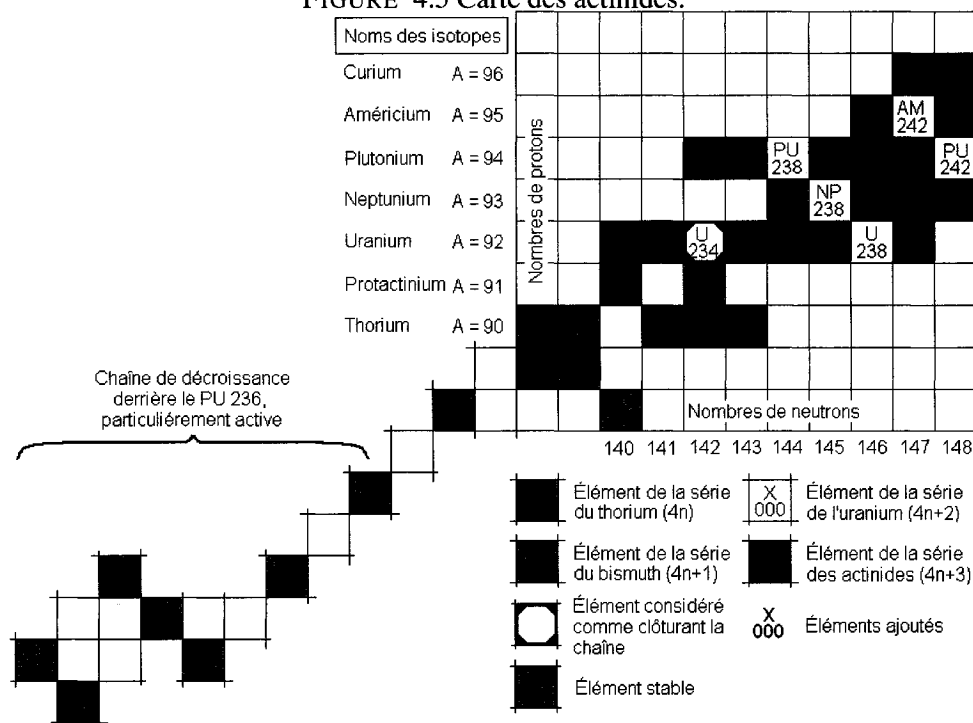 FIGURE 4.5 Carte des actinides.
Noms des isotopes
Curium A = 96
Américium A = 95
Plutonium A = 94
Neptunium A = 93
Uranium A = 92
Protactinium A = 91
Thorium A = 90
Nombres de protons
AM
242
PU
238
PU
242
NP
238
U
234
U
238
Nombres de neutrons
140 141 142 143 144 145 146 147 148
Chaîne de décroissance
derrière le PU 236,
particuliérement active
Élément de la série
du thorium (4n)
X
000
Élément de la série
de l'uranium (4n+2)
Élément de la série
du bismuth (4n+1)
Élément de la série
des actinides (4n+3)
Élément considéré
comme clôturant la
chaîne
X
000
Éléments ajoutés
Élément stable